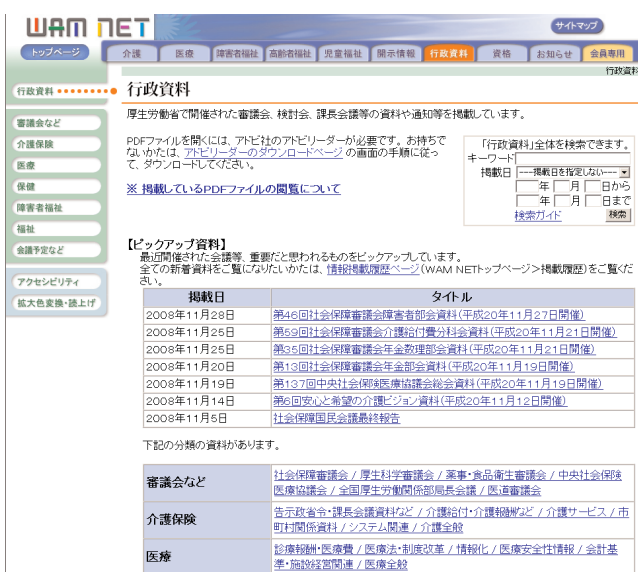 WAM NET
サイトマップ
トップページ 介護 医療 障害者福祉 高齢者福祉 児童福祉 開示情報 行政資料 資格 お知らせ 会員専用
行政資料
行政資料
行政資料
審議会など
介護保険
医療
保健
障害者福祉
福祉
会議予定など
アクセシビリティ
拡大色変換・読上げ
厚生労働省で開催された審議会、検討会、課長会議等の資料や通知等を掲載しています。
PDFファイルを開くには、アドビ社のアドビリーダーが必要です。お持ちで
ないかたは、アドビリーダーのダウンロードページ の画面の手順に従っ
て、ダウンロードしてください。
※ 掲載しているPDFファイルの閲覧について
「行政資料」全体を検索できます。
キーワード
掲載日 ----掲載日を指定しない----
年 月 日から
年 月 日まで
検索ガイド 検索
【ピックアップ資料】
最近開催された会議等、重要だと思われるものをピックアップしています。
全ての新着資料をご覧になりたいかたは、情報掲載履歴ページ(WAM NETトップページ>掲載履歴)をご覧くだ
さい。
掲載日 タイトル
2008年11月28日 第46回社会保障審議会障害者部会資料(平成20年11月27日開催)
2008年11月25日 第59回社会保障審議会介護給付費分科会資料(平成20年11月21日開催)
2008年11月25日 第35回社会保障審議会年金数理部会資料(平成20年11月21日開催)
2008年11月20日 第13回社会保障審議会年金部会資料(平成20年11月19日開催)
2008年11月19日 第137回中央社会保険医療協議会総会資料(平成20年11月19日開催)
2008年11月14日 第6回安心と希望の介護ビジョン資料(平成20年11月12日開催)
2008年11月5日 社会保障国民会議最終報告
下記の分類の資料があります。
審議会など
社会保障審議会 / 厚生科学審議会 / 薬事・食品衛生審議会 / 中央社会保険
医療協議会 / 全国厚生労働関係部局長会議 / 医道審議会
介護保険
告示政省令・課長会議資料など / 介護給付・介護報酬など / 介護サービス / 市
町村関係資料 / システム関連 / 介護全般
医療
診療報酬・医療費 / 医療法・制度改革 / 情報化 / 医療安全性情報 / 会計基
準・施設経営関連 / 医療全般